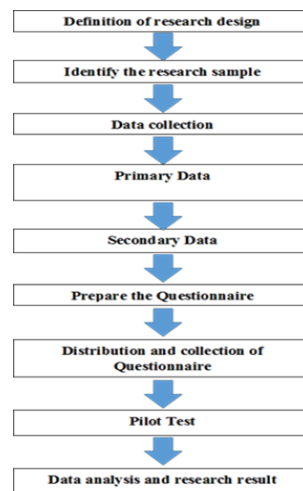 Definition of research design
Identify the research sample
Data collection
Primary Data
Secondary Data
Prepare the Questionnaire
Distribution and collection of
Questionnaire
Pilot Test
Data analysis and research result